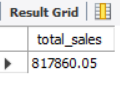 Result Grid
total_sales
817860.05